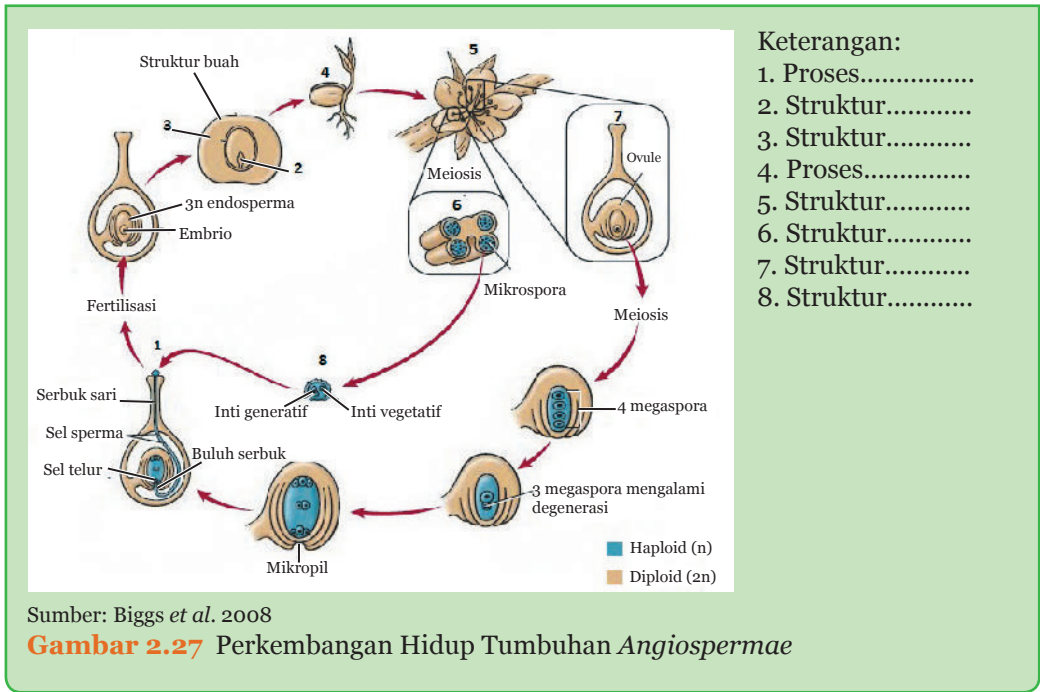 Struktur buah
4
5
3
2
7
Ovule
Meiosis
6
3n endosperma
Embrio
Mikrospora
Fertilisasi
Meiosis
1
8
Serbuk sari
Inti generatif
Inti vegetatif
4 megaspora
Sel sperma
Buluh serbuk
Sel telur
3 megaspora mengalami
degenerasi
Mikropil
Haploid (n)
Diploid (2n)
Keterangan:
1. Proses...............
2. Struktur............
3. Struktur............
4. Proses...............
5. Struktur............
6. Struktur............
7. Struktur............
8. Struktur............
Sumber: Biggs et al. 2008
Gambar 2.27 Perkembangan Hidup Tumbuhan Angiospermae